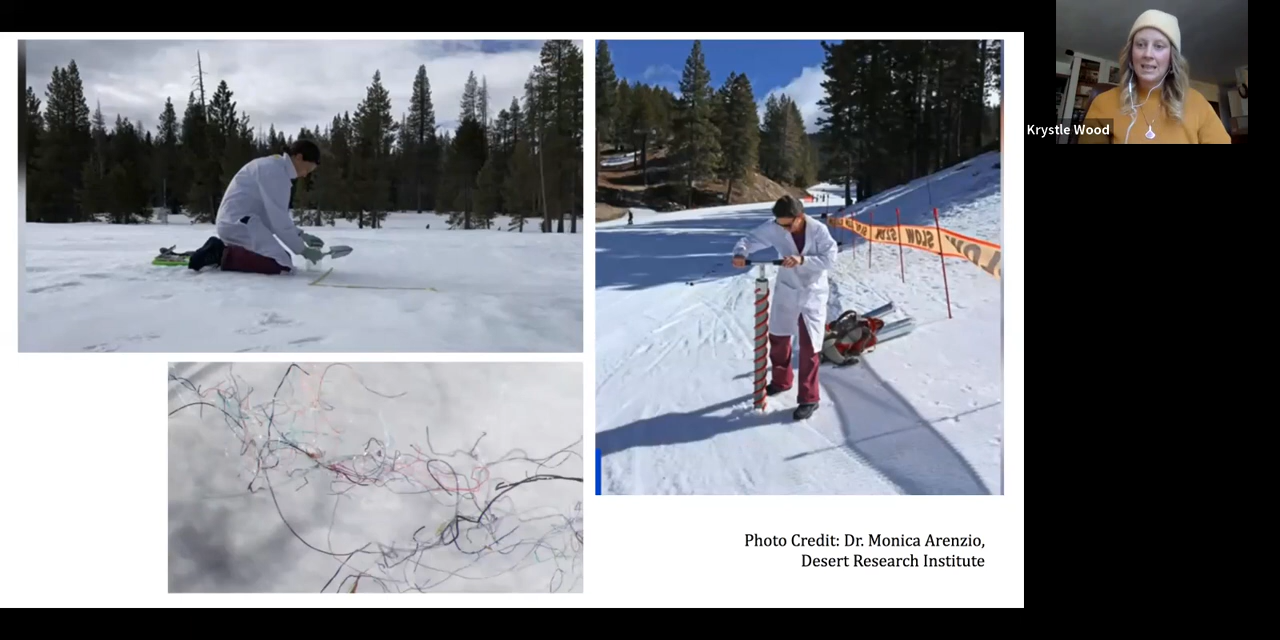 Krystle Wood
SLOW
Photo Credit: Dr. Monica Arenzio,
Desert Research Institute